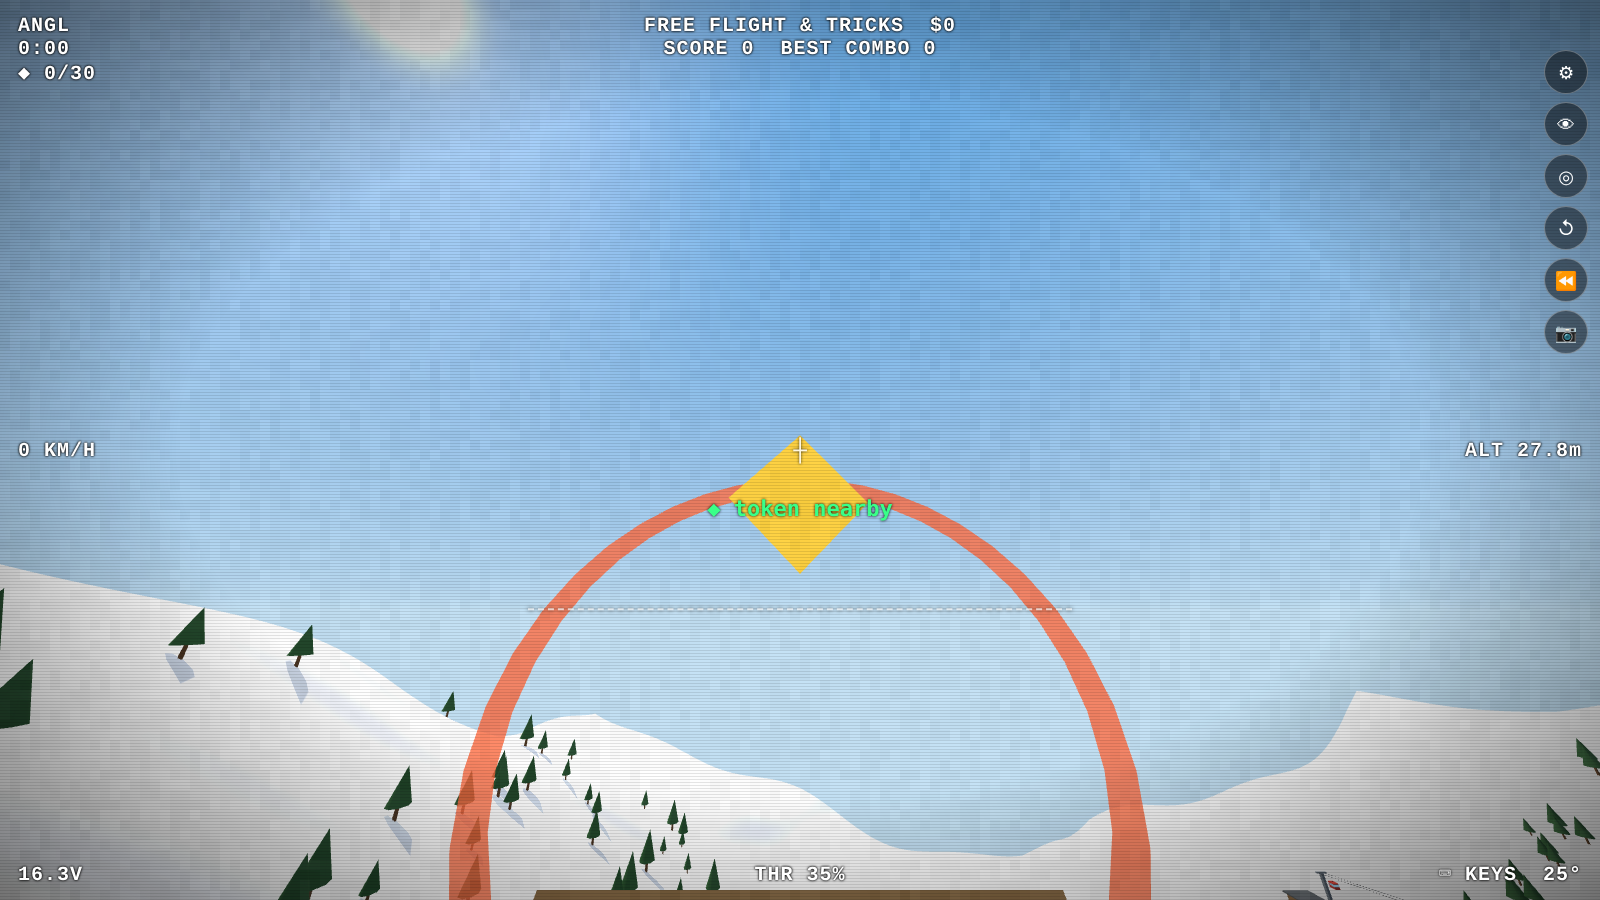 ANGL
0:00
◆ 0/30
FREE FLIGHT & TRICKS $0
SCORE 0 BEST COMBO 0
0 KM/H
ALT 27.8m
◆ token nearby
16.3V
THR 35%
⌨ KEYS 25°